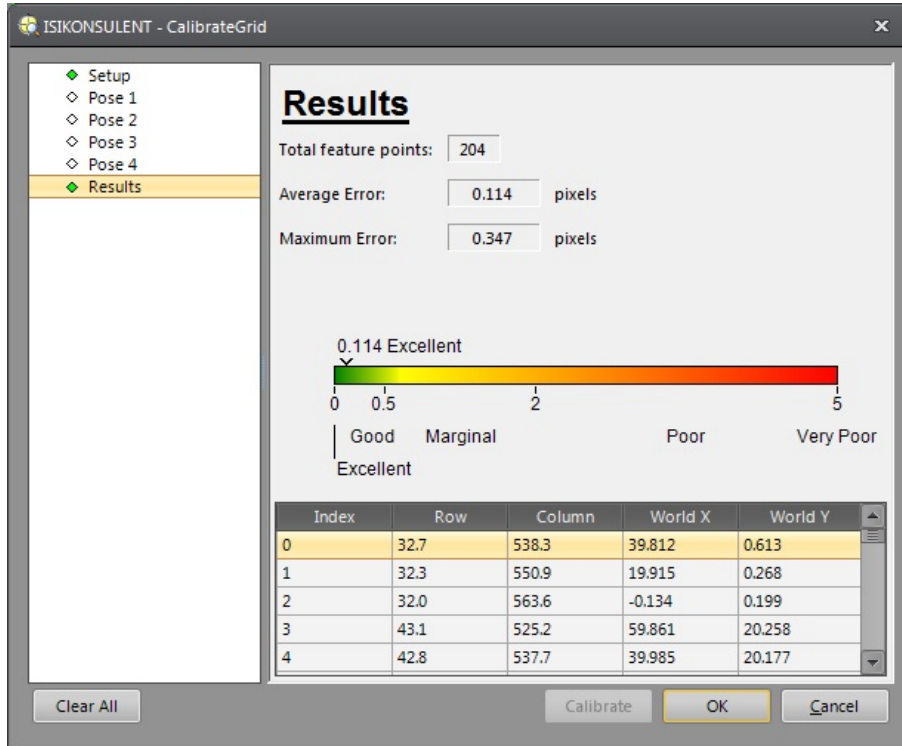 ISIKONSULENT - CalibrateGrid
Setup
Pose 1
Pose 2
Pose 3
Pose 4
Results
Results
Total feature points: 204
Average Error: 0.114 pixels
Maximum Error: 0.347 pixels
0.114 Excellent
0 0.5 2 5
Good Marginal Poor Very Poor
Excellent
Index Row Column World X World Y
0 32.7 538.3 39.812 0.613
1 32.3 550.9 19.915 0.268
2 32.0 563.6 -0.134 0.199
3 43.1 525.2 59.861 20.258
4 42.8 537.7 39.985 20.177
Clear All Calibrate OK Cancel